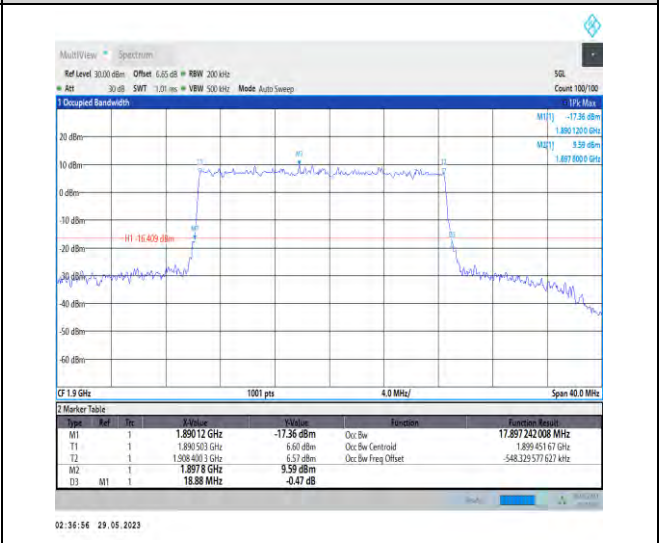 MultiView Spectrum
Ref Level 30.00 dBm Offset 6.65 dB RBW 200 kHz SGL
Att 30 dB SWT 1.01 ms VBW 500 kHz Mode Auto Sweep Count 100/100
1 Occupied Bandwidth 1Pk Max
M1[1] -17.36 dBm
1.890 1200 GHz
M2[1] 9.59 dBm
1.897 8000 GHz
20 dBm
10 dBm
0 dBm
-10 dBm
H1 -16.409 dBm
-20 dBm
-30 dBm
-40 dBm
-50 dBm
-60 dBm
CF 1.9 GHz 1001 pts 4.0 MHz/ Span 40.0 MHz
2 Marker Table
Type Ref Trc X-Value Y-Value Function Function Result
M1 1 1.89012 GHz -17.36 dBm Occ Bw 17.897 242 008 MHz
T1 1 1.890 503 GHz 6.60 dBm Occ Bw Centroid 1.899 451 67 GHz
T2 1 1.908 400 3 GHz 6.57 dBm Occ Bw Freq Offset -548.329 577 627 kHz
M2 1 1.8978 GHz 9.59 dBm
D3 M1 1 18.88 MHz -0.47 dB
02:36:56 29.05.2023